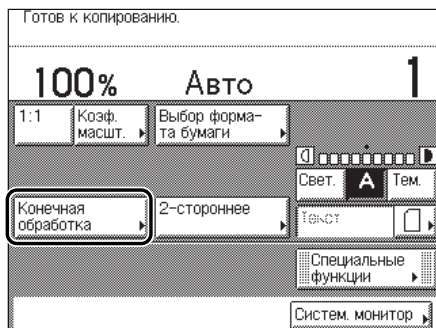 Готов к копированию.
100% Авто 1
1:1 Коэф. масшт. Выбор форма-
та бумаги
Свет. A Тем.
Конечная
обработка
2-стороннее
Текст
Специальные
функции
Систем. монитор